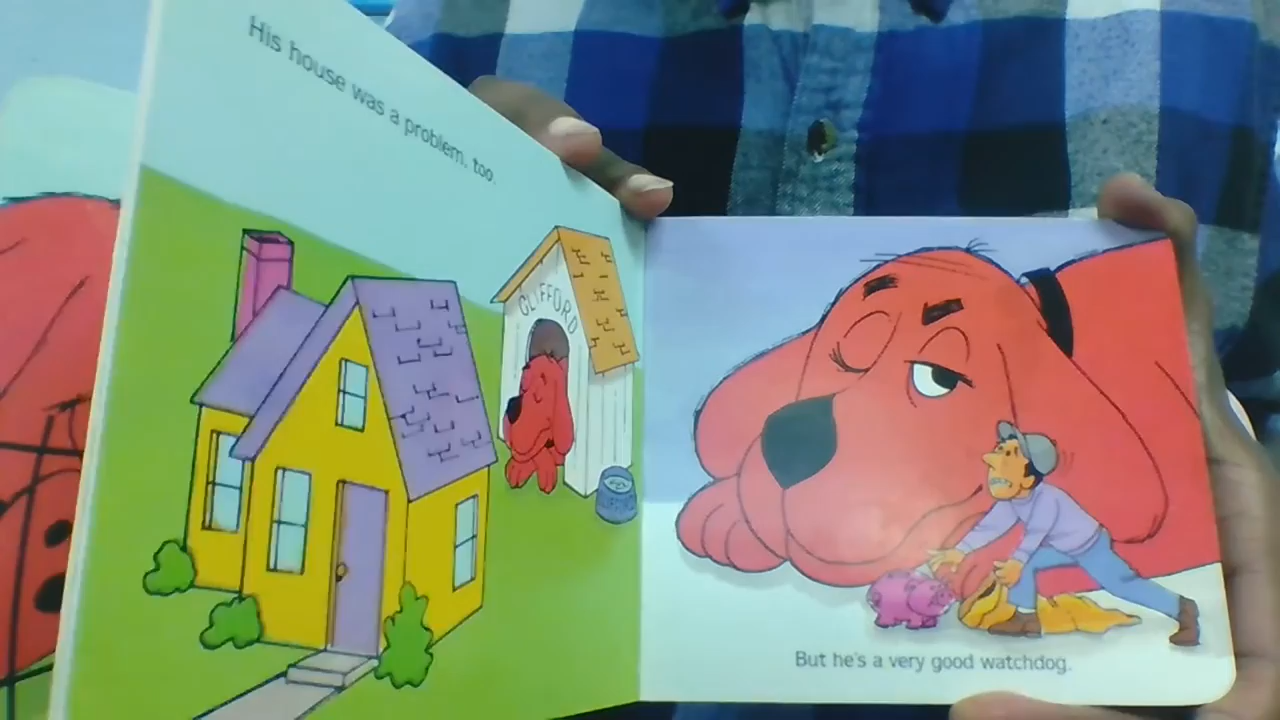 His house was a problem, too.
CLIFFORD
But he's a very good watchdog.